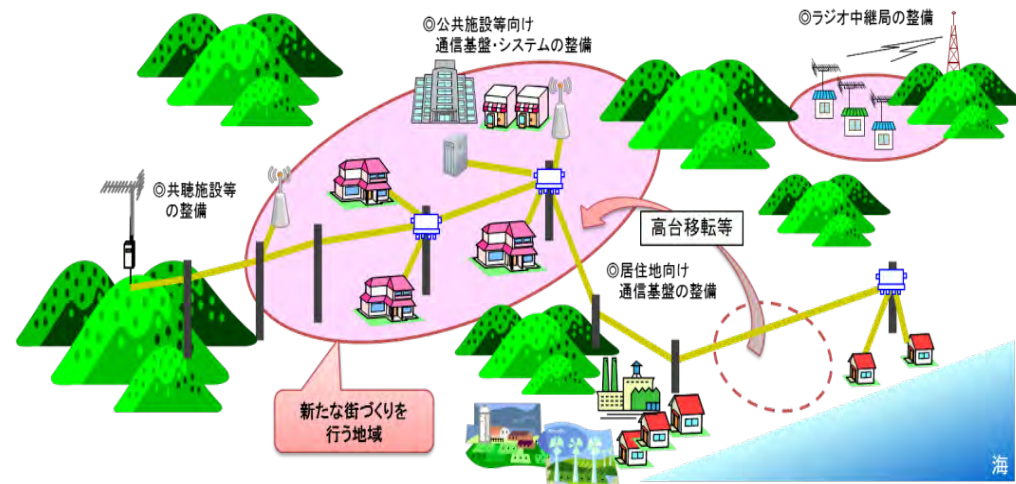 ◎公共施設等向け
通信基盤・システムの整備
◎ラジオ中継局の整備
◎共聴施設等
の整備
高台移転等
◎居住地向け
通信基盤の整備
新たな街づくりを
行う地域
海